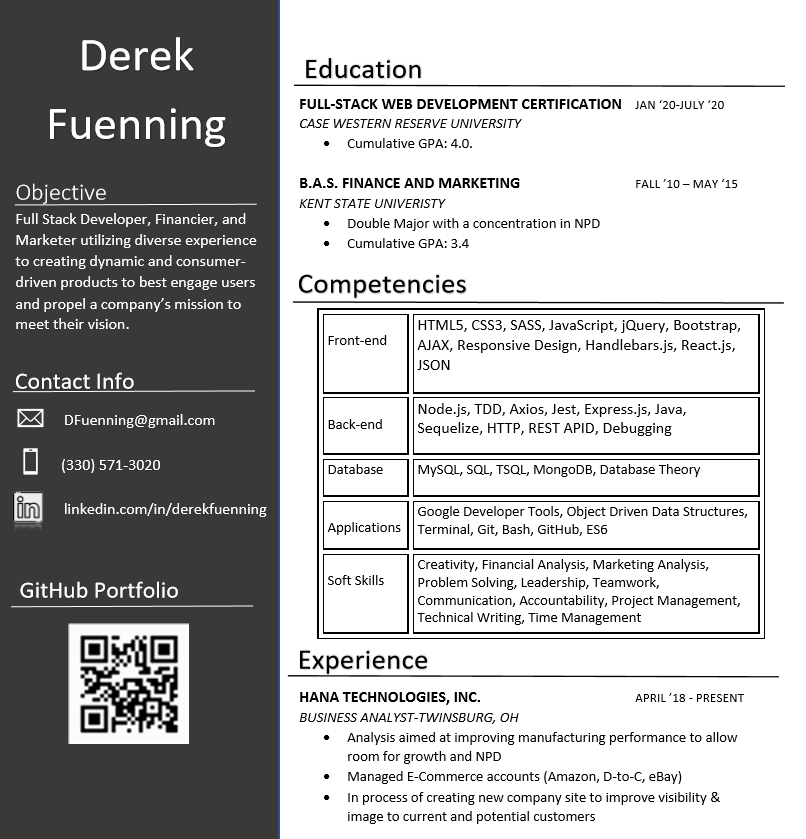 Derek
Fuenning
Objective
Full Stack Developer, Financier, and
Marketer utilizing diverse experience
to creating dynamic and consumer-
driven products to best engage users
and propel a company’s mission to
meet their vision.
Contact Info
DFuenning@gmail.com
(330) 571-3020
in
linkedin.com/in/derekfuenning
GitHub Portfolio
Education
FULL-STACK WEB DEVELOPMENT CERTIFICATION JAN ‘20-JULY ‘20
CASE WESTERN RESERVE UNIVERSITY
• Cumulative GPA: 4.0.
B.A.S. FINANCE AND MARKETING FALL ’10 – MAY ‘15
KENT STATE UNIVERISTY
• Double Major with a concentration in NPD
• Cumulative GPA: 3.4
Competencies
Front-end
HTML5, CSS3, SASS, JavaScript, jQuery, Bootstrap,
AJAX, Responsive Design, Handlebars.js, React.js,
JSON
Back-end
Node.js, TDD, Axios, Jest, Express.js, Java,
Sequelize, HTTP, REST APID, Debugging
Database
MySQL, SQL, TSQL, MongoDB, Database Theory
Applications
Google Developer Tools, Object Driven Data Structures,
Terminal, Git, Bash, GitHub, ES6
Soft Skills
Creativity, Financial Analysis, Marketing Analysis,
Problem Solving, Leadership, Teamwork,
Communication, Accountability, Project Management,
Technical Writing, Time Management
Experience
HANA TECHNOLOGIES, INC. APRIL ’18 - PRESENT
BUSINESS ANALYST-TWINSBURG, OH
• Analysis aimed at improving manufacturing performance to allow
room for growth and NPD
• Managed E-Commerce accounts (Amazon, D-to-C, eBay)
• In process of creating new company site to improve visibility &
image to current and potential customers